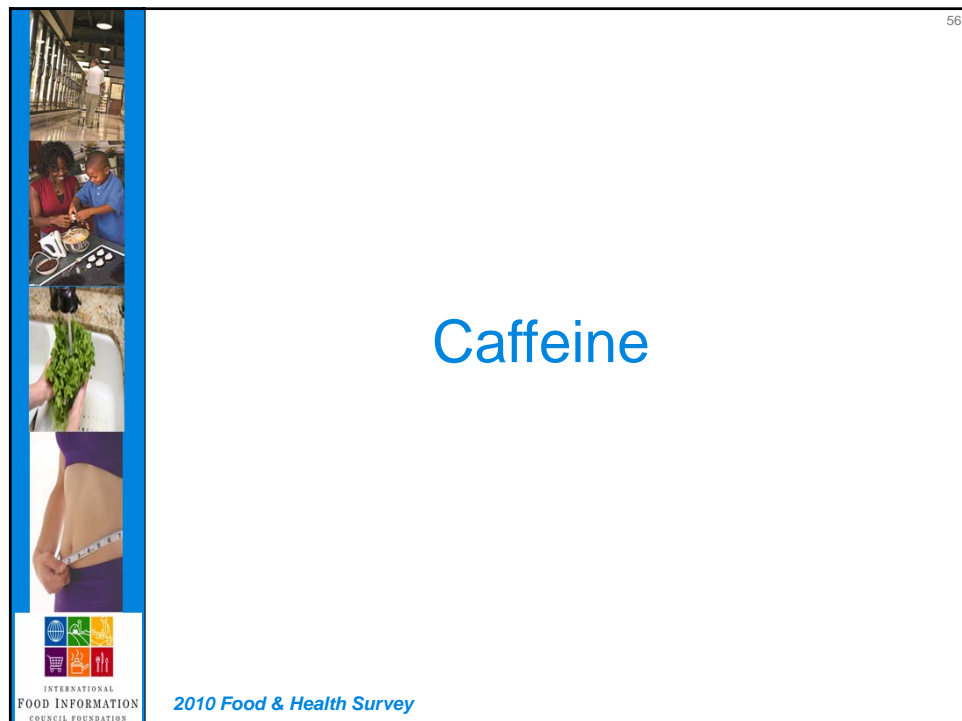 56
Caffeine
INTERNATIONAL
FOOD INFORMATION
COUNCIL FOUNDATION
2010 Food & Health Survey